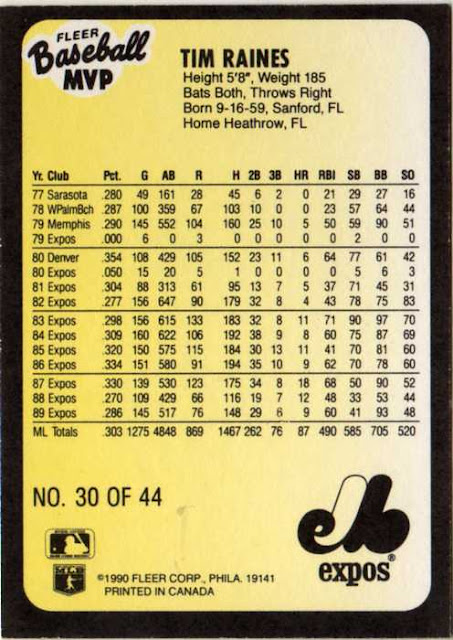 FLEER
Baseball
MVP
TIM RAINES
Height 5'8", Weight 185
Bats Both, Throws Right
Born 9-16-59, Sanford, FL
Home Heathrow, FL
Yr. Club Pct. G AB R H 2B 3B HR RBI SB BB SO
77 Sarasota .280 49 161 28 45 6 2 0 21 29 27 16
78 WPalmBch .287 100 359 67 103 10 0 0 23 57 64 44
79 Memphis .290 145 552 104 160 25 10 5 50 59 90 51
79 Expos .000 6 0 3 0 0 0 0 0 2 0 0
80 Denver .354 108 429 105 152 23 11 6 64 77 61 42
80 Expos .050 15 20 5 1 0 0 0 0 5 6 3
81 Expos .304 88 313 61 95 13 7 5 37 71 45 31
82 Expos .277 156 647 90 179 32 8 4 43 78 75 83
83 Expos .298 156 615 133 183 32 8 11 71 90 97 70
84 Expos .309 160 622 106 192 38 9 8 60 75 87 69
85 Expos .320 150 575 115 184 30 13 11 41 70 81 60
86 Expos .334 151 580 91 194 35 10 9 62 70 78 60
87 Expos .330 139 530 123 175 34 8 18 68 50 90 52
88 Expos .270 109 429 66 116 19 7 12 48 33 53 44
89 Expos .286 145 517 76 148 29 6 9 60 41 93 48
ML Totals .303 1275 4848 869 1467 262 76 87 490 585 705 520
NO. 30 OF 44
expos®
MLB
©1990 FLEER CORP., PHILA. 19141
PRINTED IN CANADA